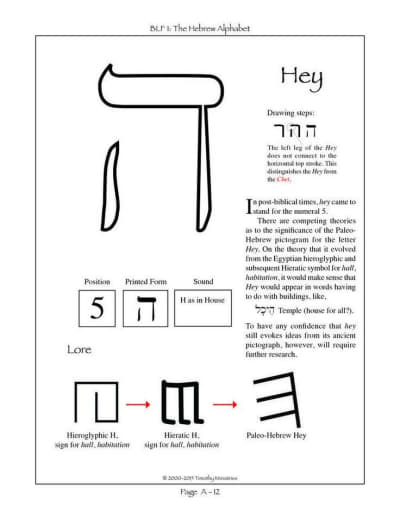 BLF 1: The Hebrew Alphabet
ה
Hey
Drawing steps:
ר הר ה
The left leg of the Hey
does not connect to the
horizontal top stroke. This
distinguishes the Hey from
the Chet.
In post-biblical times, hey came to
stand for the numeral 5.
There are competing theories
as to the significance of the Paleo-
Hebrew pictogram for the letter
Hey. On the theory that it evolved
from the Egyptian hieroglyphic and
subsequent Hieratic symbol for hall,
habitation, it would make sense that
Hey would appear in words having
to do with buildings, like,
הֵיכָל Temple (house for all?).
To have any confidence that hey
still evokes ideas from its ancient
pictograph, however, will require
further research.
Position Printed Form Sound
5 ה H as in House
Lore
Hieroglyphic H,
sign for hall, habitation
Hieratic H,
sign for hall, habitation
Paleo-Hebrew Hey
© 2000-2015 Timothy Ministries
Page A - 12